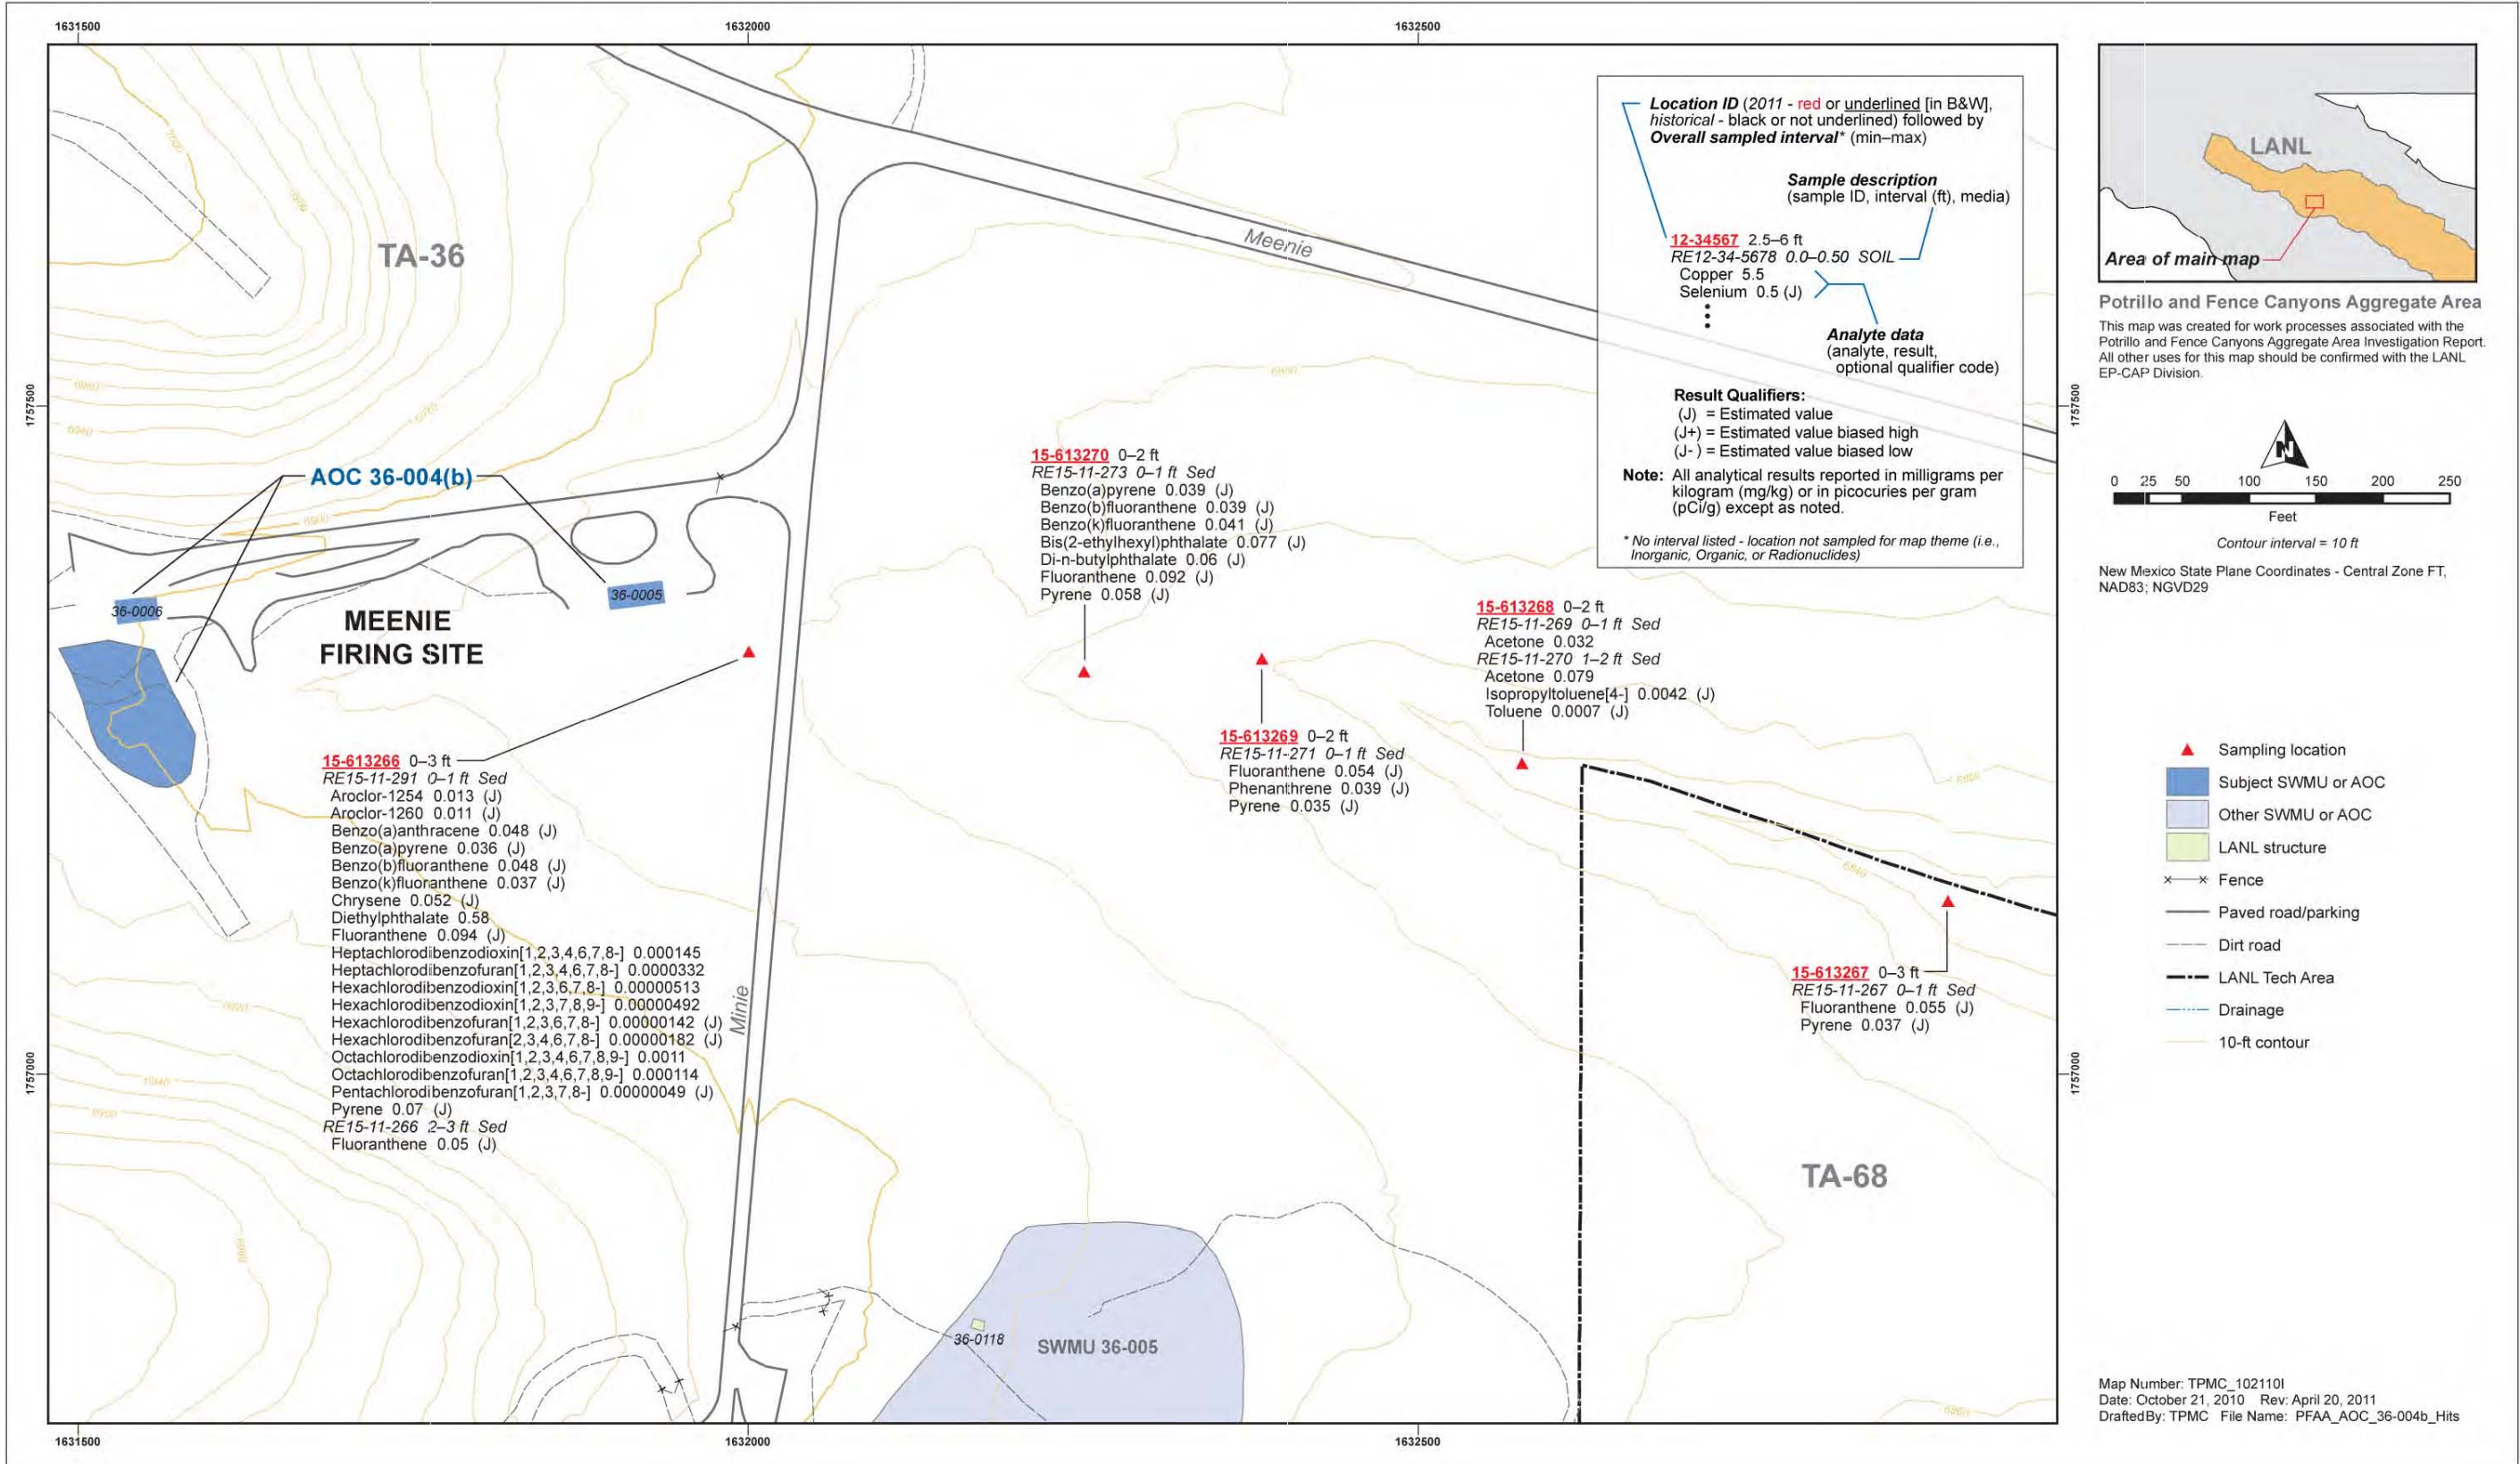 1631500
1632000
1632500
TA-36
Meenie
AOC 36-004(b)
36-0006
36-0005
MEENIE
FIRING SITE
15-613266 0–3 ft
RE15-11-291 0–1 ft Sed
Aroclor-1254 0.013 (J)
Aroclor-1260 0.011 (J)
Benzo(a)anthracene 0.048 (J)
Benzo(a)pyrene 0.036 (J)
Benzo(b)fluoranthene 0.048 (J)
Benzo(k)fluoranthene 0.037 (J)
Chrysene 0.052 (J)
Diethylphthalate 0.58
Fluoranthene 0.094 (J)
Heptachlorodibenzodioxin[1,2,3,4,6,7,8-] 0.000145
Heptachlorodibenzofuran[1,2,3,4,6,7,8-] 0.0000332
Hexachlorodibenzodioxin[1,2,3,6,7,8-] 0.00000513
Hexachlorodibenzodioxin[1,2,3,7,8,9-] 0.00000492
Hexachlorodibenzofuran[1,2,3,6,7,8-] 0.00000142 (J)
Hexachlorodibenzofuran[2,3,4,6,7,8-] 0.00000182 (J)
Octachlorodibenzodioxin[1,2,3,4,6,7,8,9-] 0.0011
Octachlorodibenzofuran[1,2,3,4,6,7,8,9-] 0.000114
Pentachlorodibenzofuran[1,2,3,7,8-] 0.00000049 (J)
Pyrene 0.07 (J)
RE15-11-266 2–3 ft Sed
Fluoranthene 0.05 (J)
Minie
15-613270 0–2 ft
RE15-11-273 0–1 ft Sed
Benzo(a)pyrene 0.039 (J)
Benzo(b)fluoranthene 0.039 (J)
Benzo(k)fluoranthene 0.041 (J)
Bis(2-ethylhexyl)phthalate 0.077 (J)
Di-n-butylphthalate 0.06 (J)
Fluoranthene 0.092 (J)
Pyrene 0.058 (J)
15-613269 0–2 ft
RE15-11-271 0–1 ft Sed
Fluoranthene 0.054 (J)
Phenanthrene 0.039 (J)
Pyrene 0.035 (J)
15-613268 0–2 ft
RE15-11-269 0–1 ft Sed
Acetone 0.032
RE15-11-270 1–2 ft Sed
Acetone 0.079
Isopropyltoluene[4-] 0.0042 (J)
Toluene 0.0007 (J)
15-613267 0–3 ft
RE15-11-267 0–1 ft Sed
Fluoranthene 0.055 (J)
Pyrene 0.037 (J)
TA-68
36-0118
SWMU 36-005
1757500
1757000
1757500
1757000
6900
6840
1631500
1632000
1632500
Location ID (2011 - red or underlined [in B&W],
historical - black or not underlined) followed by
Overall sampled interval* (min–max)
Sample description
(sample ID, interval (ft), media)
12-34567 2.5–6 ft
RE12-34-5678 0.0–0.50 SOIL
Copper 5.5
Selenium 0.5 (J)
Analyte data
(analyte, result,
optional qualifier code)
Result Qualifiers:
(J) = Estimated value
(J+) = Estimated value biased high
(J- ) = Estimated value biased low
Note: All analytical results reported in milligrams per
kilogram (mg/kg) or in picocuries per gram
(pCi/g) except as noted.
* No interval listed - location not sampled for map theme (i.e.,
Inorganic, Organic, or Radionuclides)
LANL
Area of main map
Potrillo and Fence Canyons Aggregate Area
This map was created for work processes associated with the
Potrillo and Fence Canyons Aggregate Area Investigation Report.
All other uses for this map should be confirmed with the LANL
EP-CAP Division.
N
0 25 50 100 150 200 250
Feet
Contour interval = 10 ft
New Mexico State Plane Coordinates - Central Zone FT,
NAD83; NGVD29
Sampling location
Subject SWMU or AOC
Other SWMU or AOC
LANL structure
Fence
Paved road/parking
Dirt road
LANL Tech Area
Drainage
10-ft contour
Map Number: TPMC_102110I
Date: October 21, 2010 Rev: April 20, 2011
DraftedBy: TPMC File Name: PFAA_AOC_36-004b_Hits